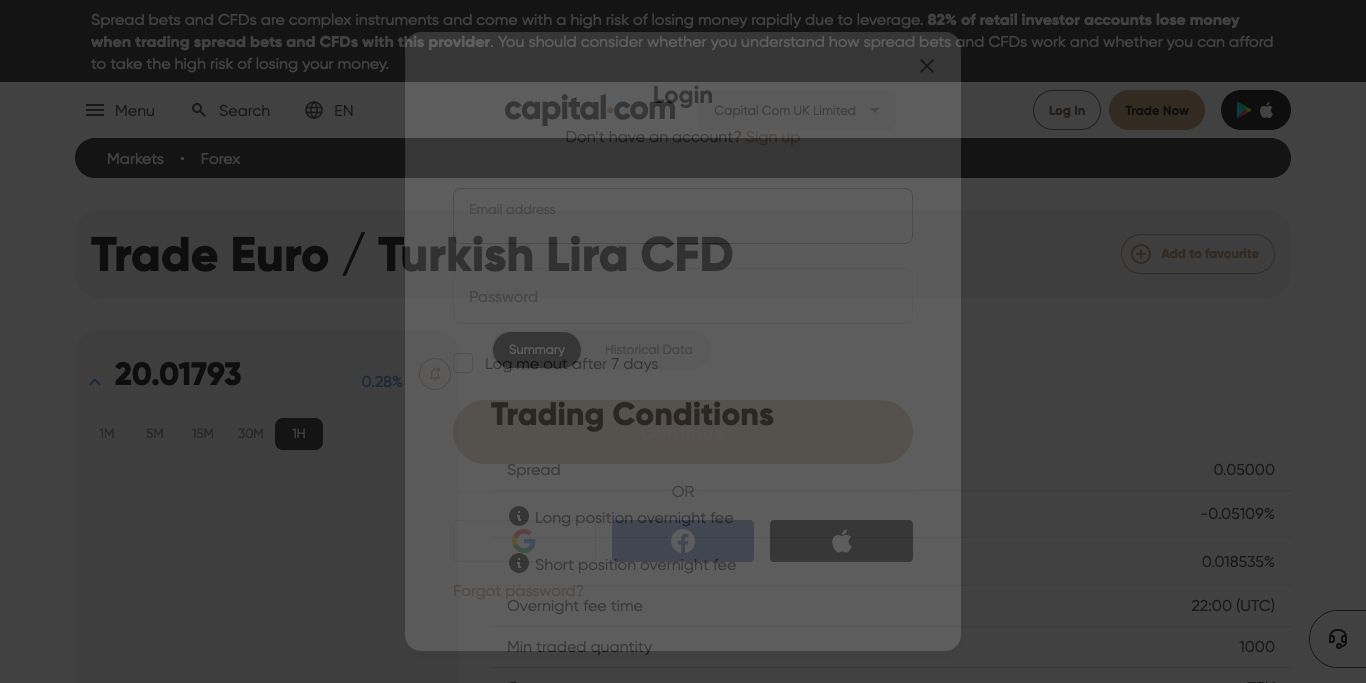 Spread bets and CFDs are complex instruments and come with a high risk of losing money rapidly due to leverage. 82% of retail investor accounts lose money
when trading spread bets and CFDs with this provider. You should consider whether you understand how spread bets and CFDs work and whether you can afford
to take the high risk of losing your money.
Menu
Search
EN
capital.com
Capital Com UK Limited
Log In
Trade Now
Login
Don't have an account? Sign up
Markets • Forex
Email address
Trade Euro / Turkish Lira CFD
Add to favourite
Password
Summary
Historical Data
Log me out after 7 days
20.01793
0.28%
1M
5M
15M
30M
1H
Trading Conditions
Spread
0.05000
OR
Long position overnight fee
-0.05109%
Short position overnight fee
0.018535%
Forgot password?
Overnight fee time
22:00 (UTC)
Min traded quantity
1000